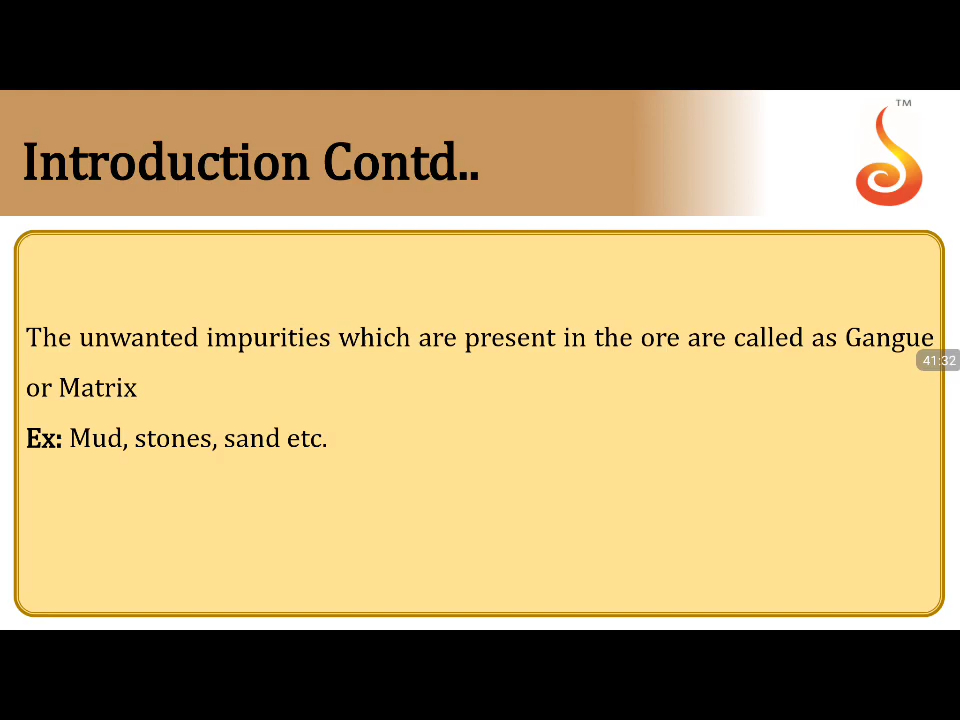 TM
Introduction Contd..
The unwanted impurities which are present in the ore are called as Gangue
41:32
or Matrix
Ex: Mud, stones, sand etc.